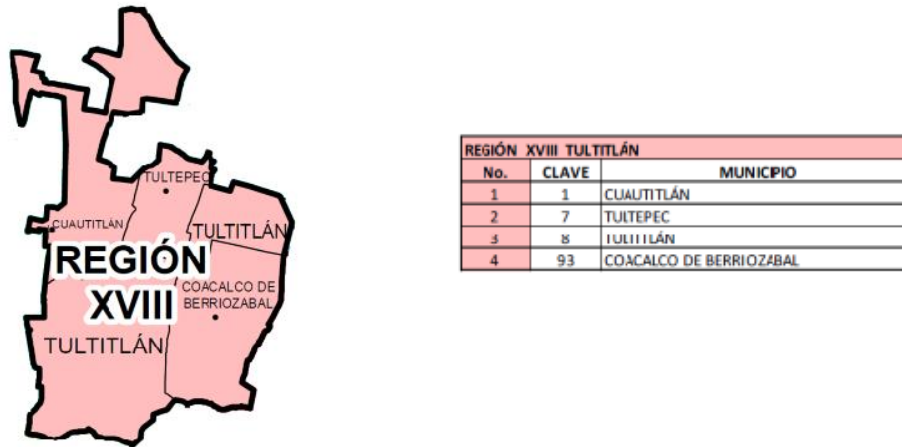 TULTEPEC
CUAUTITLÁN
TULTITLÁN
REGIÓN
XVIII
COACALCO DE
BERRIOZABAL
TULTITLÁN
REGIÓN XVIII TULTITLÁN
No. CLAVE MUNICIPIO
1 1 CUAUTITLÁN
2 7 TULTEPEC
3 8 TULTITLÁN
4 93 COACALCO DE BERRIOZABAL